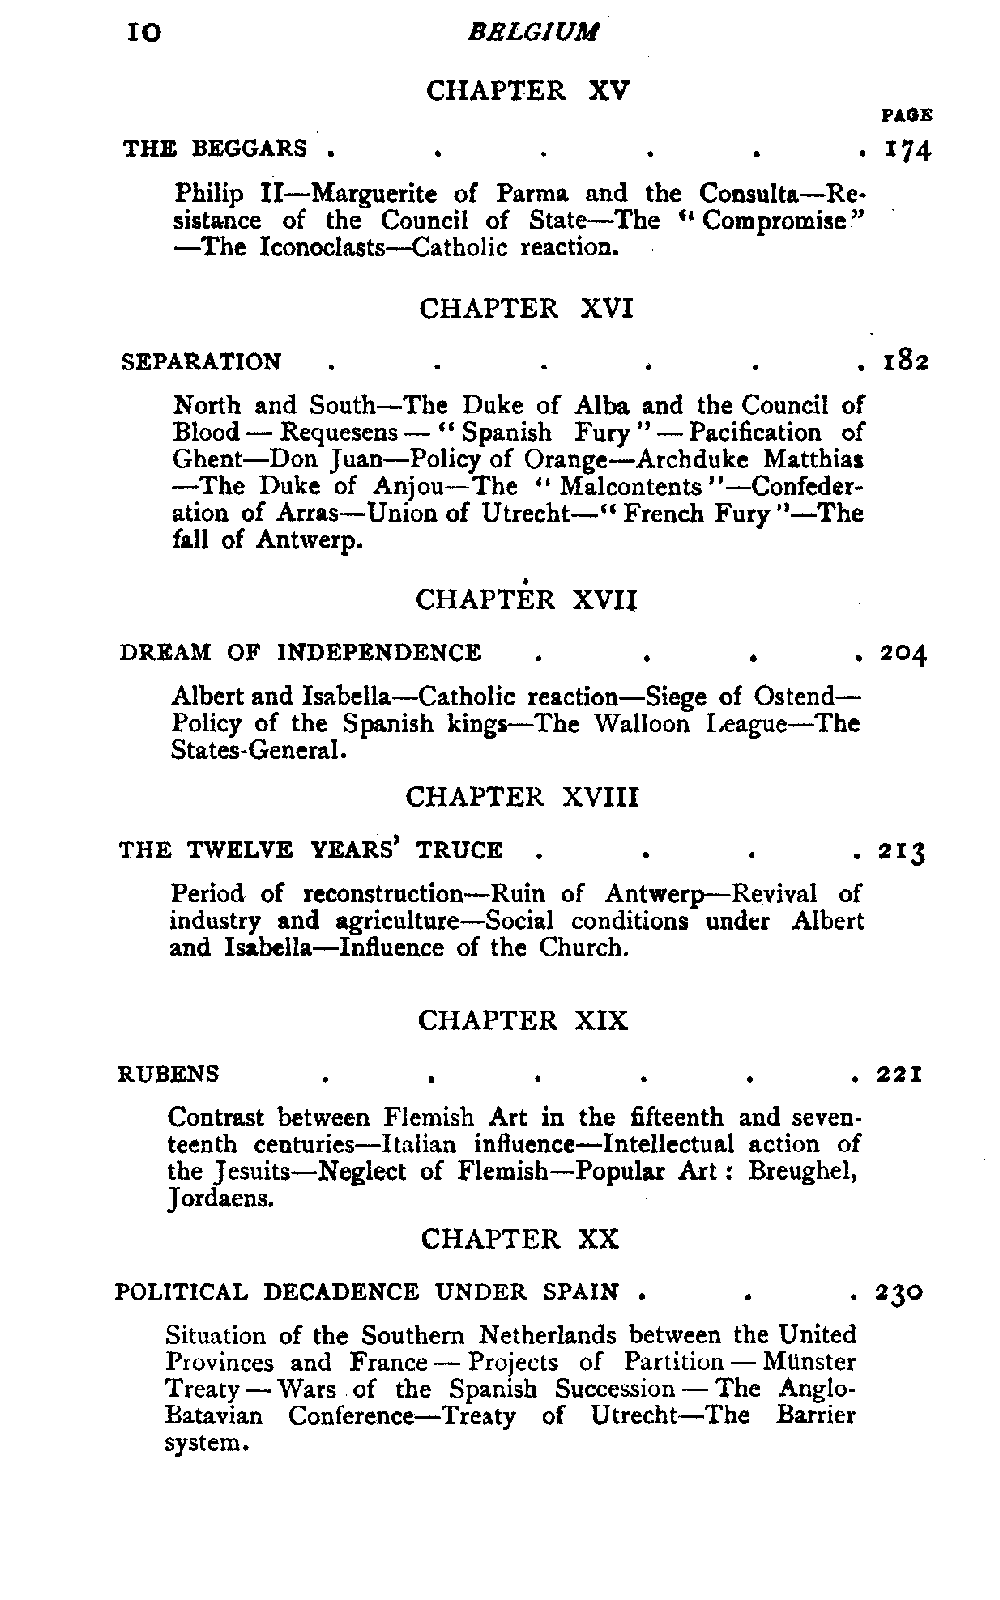 10 BELGIUM
CHAPTER XV
PAGE
THE BEGGARS . . . . . . 174
Philip II—Marguerite of Parma and the Consulta—Re-
sistance of the Council of State—The “Compromise”
—The Iconoclasts—Catholic reaction.
CHAPTER XVI
SEPARATION . . . . . . 182
North and South—The Duke of Alba and the Council of
Blood — Requesens — “Spanish Fury” — Pacification of
Ghent—Don Juan—Policy of Orange—Archduke Matthias
—The Duke of Anjou—The “Malcontents”—Confeder-
ation of Arras—Union of Utrecht—“French Fury”—The
fall of Antwerp.
CHAPTER XVII
DREAM OF INDEPENDENCE . . . . 204
Albert and Isabella—Catholic reaction—Siege of Ostend—
Policy of the Spanish kings—The Walloon League—The
States-General.
CHAPTER XVIII
THE TWELVE YEARS’ TRUCE . . . . 213
Period of reconstruction—Ruin of Antwerp—Revival of
industry and agriculture—Social conditions under Albert
and Isabella—Influence of the Church.
CHAPTER XIX
RUBENS . . . . . . 221
Contrast between Flemish Art in the fifteenth and seven-
teenth centuries—Italian influence—Intellectual action of
the Jesuits—Neglect of Flemish—Popular Art : Breughel,
Jordaens.
CHAPTER XX
POLITICAL DECADENCE UNDER SPAIN . . . 230
Situation of the Southern Netherlands between the United
Provinces and France — Projects of Partition — Münster
Treaty — Wars of the Spanish Succession — The Anglo-
Batavian Conference—Treaty of Utrecht—The Barrier
system.